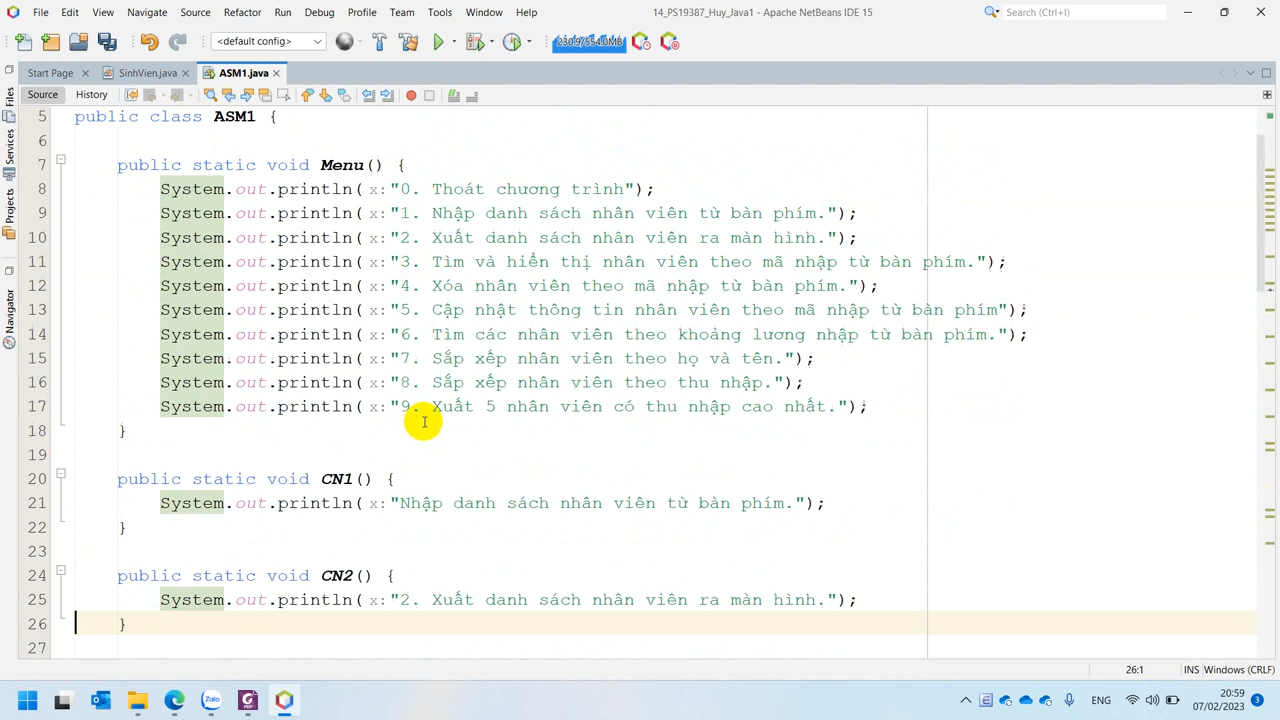 File Edit View Navigate Source Refactor Run Debug Profile Team Tools Window Help 14_PS19387_Huy_Java1 - Apache NetBeans IDE 15 Search (Ctrl+I)
<default config> 230.9/554.0MB
Start Page SinhVien.java ASM1.java
Source History
Files
Services
Projects
Navigator
5 public class ASM1 {
6
7 public static void Menu() {
8 System.out.println(x:"0. Thoát chương trình");
9 System.out.println(x:"1. Nhập danh sách nhân viên từ bàn phím.");
10 System.out.println(x:"2. Xuất danh sách nhân viên ra màn hình.");
11 System.out.println(x:"3. Tìm và hiển thị nhân viên theo mã nhập từ bàn phím.");
12 System.out.println(x:"4. Xóa nhân viên theo mã nhập từ bàn phím.");
13 System.out.println(x:"5. Cập nhật thông tin nhân viên theo mã nhập từ bàn phím");
14 System.out.println(x:"6. Tìm các nhân viên theo khoảng lương nhập từ bàn phím.");
15 System.out.println(x:"7. Sắp xếp nhân viên theo họ và tên.");
16 System.out.println(x:"8. Sắp xếp nhân viên theo thu nhập.");
17 System.out.println(x:"9. Xuất 5 nhân viên có thu nhập cao nhất.");
18 }
19
20 public static void CN1() {
21 System.out.println(x:"Nhập danh sách nhân viên từ bàn phím.");
22 }
23
24 public static void CN2() {
25 System.out.println(x:"2. Xuất danh sách nhân viên ra màn hình.");
26 }
27
26:1 INS Windows (CRLF)
Zalo PDF ENG 20:59
07/02/2023 3